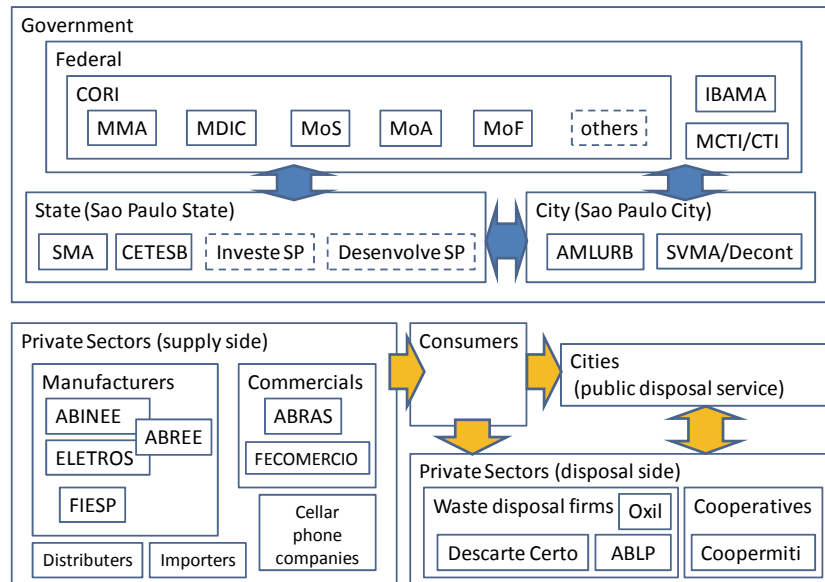 Government
Federal
CORI
MMA
MDIC
MoS
MoA
MoF
others
IBAMA
MCTI/CTI
State (Sao Paulo State)
SMA
CETESB
Investe SP
Desenvolve SP
City (Sao Paulo City)
AMLURB
SVMA/Decont
Private Sectors (supply side)
Manufacturers
ABINEE
ABREE
ELETROS
FIESP
Commercials
ABRAS
FECOMERCIO
Distributers
Importers
Cellar
phone
companies
Consumers
Cities
(public disposal service)
Private Sectors (disposal side)
Waste disposal firms
Oxil
Descarte Certo
ABLP
Cooperatives
Coopermiti